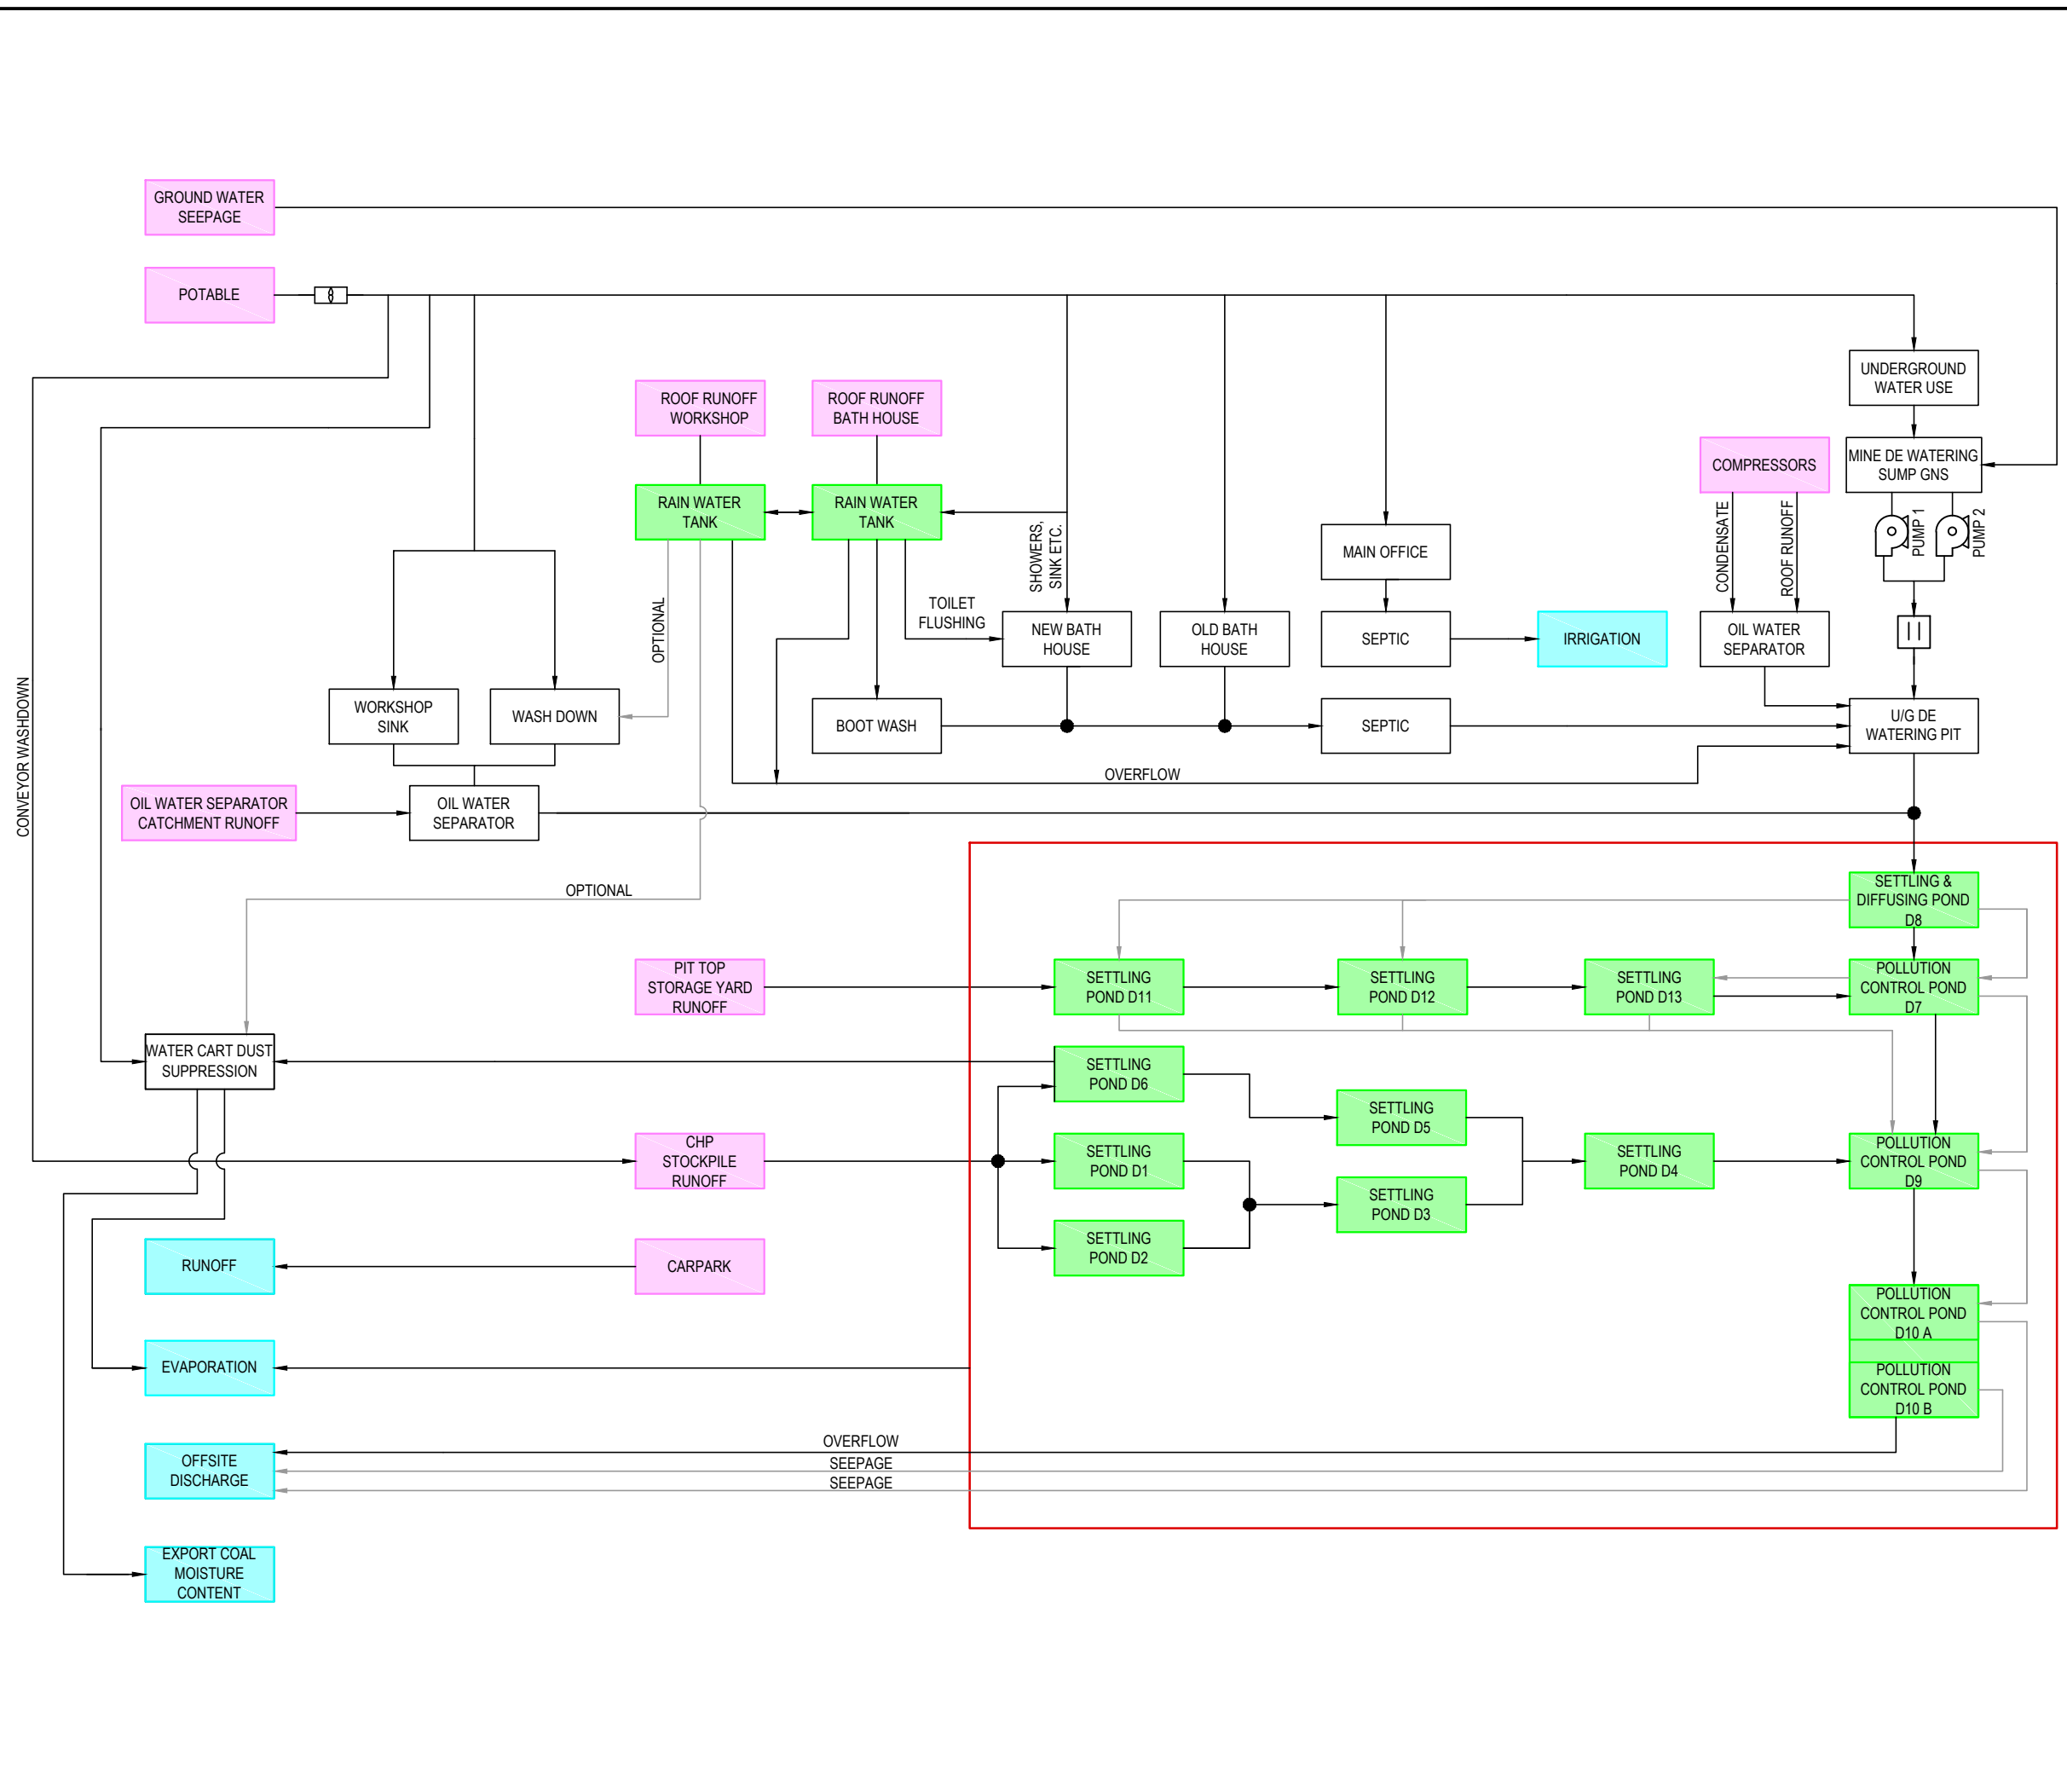 GROUND WATER
SEEPAGE
POTABLE
UNDERGROUND
WATER USE
ROOF RUNOFF
WORKSHOP
ROOF RUNOFF
BATH HOUSE
COMPRESSORS
MINE DE WATERING
SUMP GNS
RAIN WATER
TANK
RAIN WATER
TANK
SHOWERS,
SINK ETC.
MAIN OFFICE
CONDENSATE
ROOF RUNOFF
PUMP 1
PUMP 2
OPTIONAL
TOILET
FLUSHING
NEW BATH
HOUSE
OLD BATH
HOUSE
SEPTIC
IRRIGATION
OIL WATER
SEPARATOR
CONVEYOR WASHDOWN
WORKSHOP
SINK
WASH DOWN
BOOT WASH
SEPTIC
U/G DE
WATERING PIT
OVERFLOW
OIL WATER SEPARATOR
CATCHMENT RUNOFF
OIL WATER
SEPARATOR
OPTIONAL
SETTLING &
DIFFUSING POND
D8
PIT TOP
STORAGE YARD
RUNOFF
SETTLING
POND D11
SETTLING
POND D12
SETTLING
POND D13
POLLUTION
CONTROL POND
D7
WATER CART DUST
SUPPRESSION
SETTLING
POND D6
SETTLING
POND D5
CHP
STOCKPILE
RUNOFF
SETTLING
POND D1
SETTLING
POND D4
POLLUTION
CONTROL POND
D9
SETTLING
POND D3
SETTLING
POND D2
RUNOFF
CARPARK
POLLUTION
CONTROL POND
D10 A
EVAPORATION
POLLUTION
CONTROL POND
D10 B
OFFSITE
DISCHARGE
OVERFLOW
SEEPAGE
SEEPAGE
EXPORT COAL
MOISTURE
CONTENT